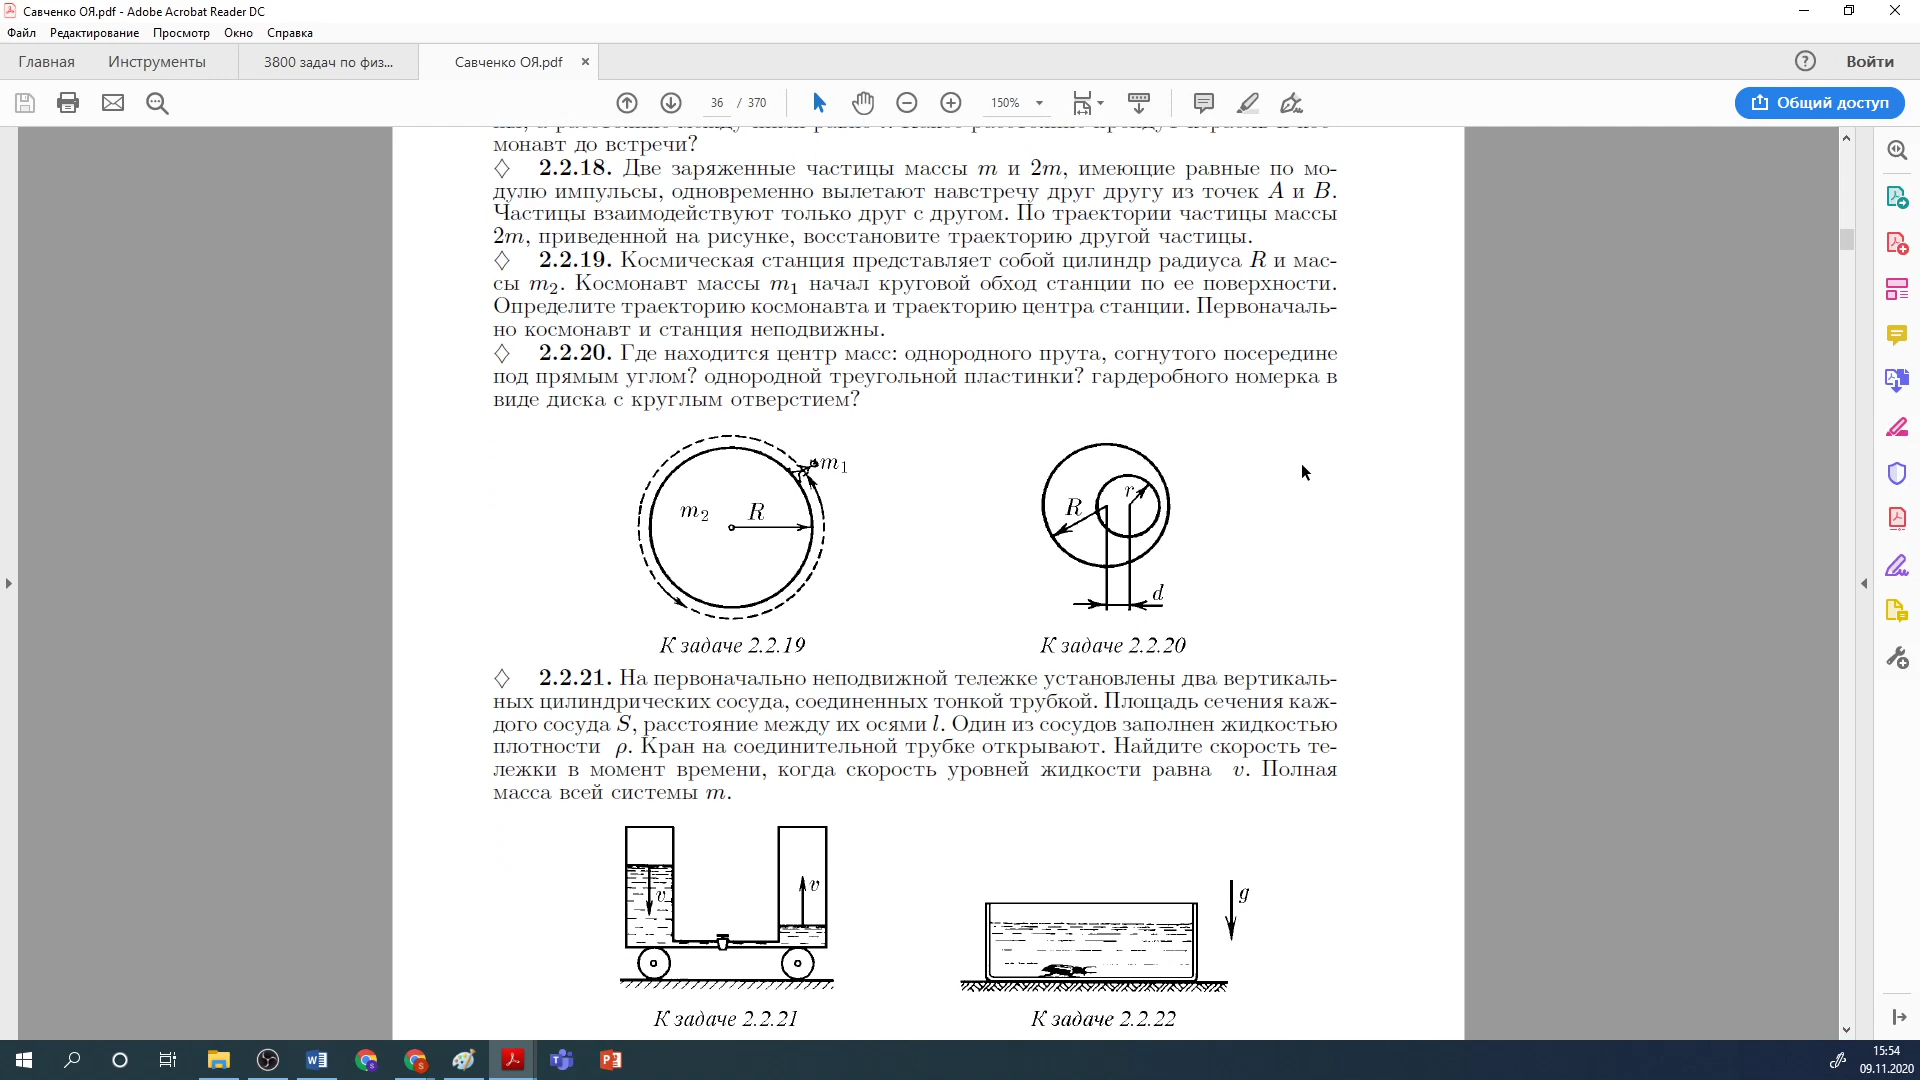 Савченко ОЯ.pdf - Adobe Acrobat Reader DC
Файл Редактирование Просмотр Окно Справка
Главная Инструменты 3800 задач по физ... Савченко ОЯ.pdf × Войти
36 / 370 150% Общий доступ
монавт до встречи?
◇ 2.2.18. Две заряженные частицы массы m и 2m, имеющие равные по мо-
дулю импульсы, одновременно вылетают навстречу друг другу из точек A и B.
Частицы взаимодействуют только друг с другом. По траектории частицы массы
2m, приведенной на рисунке, восстановите траекторию другой частицы.
◇ 2.2.19. Космическая станция представляет собой цилиндр радиуса R и мас-
сы m₂. Космонавт массы m₁ начал круговой обход станции по ее поверхности.
Определите траекторию космонавта и траекторию центра станции. Первоначаль-
но космонавт и станция неподвижны.
◇ 2.2.20. Где находится центр масс: однородного прута, согнутого посередине
под прямым углом? однородной треугольной пластинки? гардеробного номерка в
виде диска с круглым отверстием?
m₁
m₂ R
R r
d
К задаче 2.2.19
К задаче 2.2.20
◇ 2.2.21. На первоначально неподвижной тележке установлены два вертикаль-
ных цилиндрических сосуда, соединенных тонкой трубкой. Площадь сечения каж-
дого сосуда S, расстояние между их осями l. Один из сосудов заполнен жидкостью
плотности ρ. Кран на соединительной трубке открывают. Найдите скорость те-
лежки в момент времени, когда скорость уровней жидкости равна v. Полная
масса всей системы m.
v v
g
К задаче 2.2.21
К задаче 2.2.22
15:54
09.11.2020